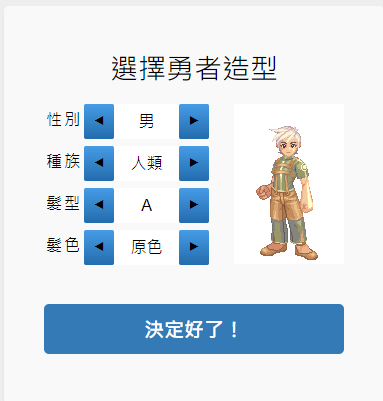 選擇勇者造型
性別 ◄ 男 ►
種族 ◄ 人類 ►
髮型 ◄ A ►
髮色 ◄ 原色 ►
決定好了！